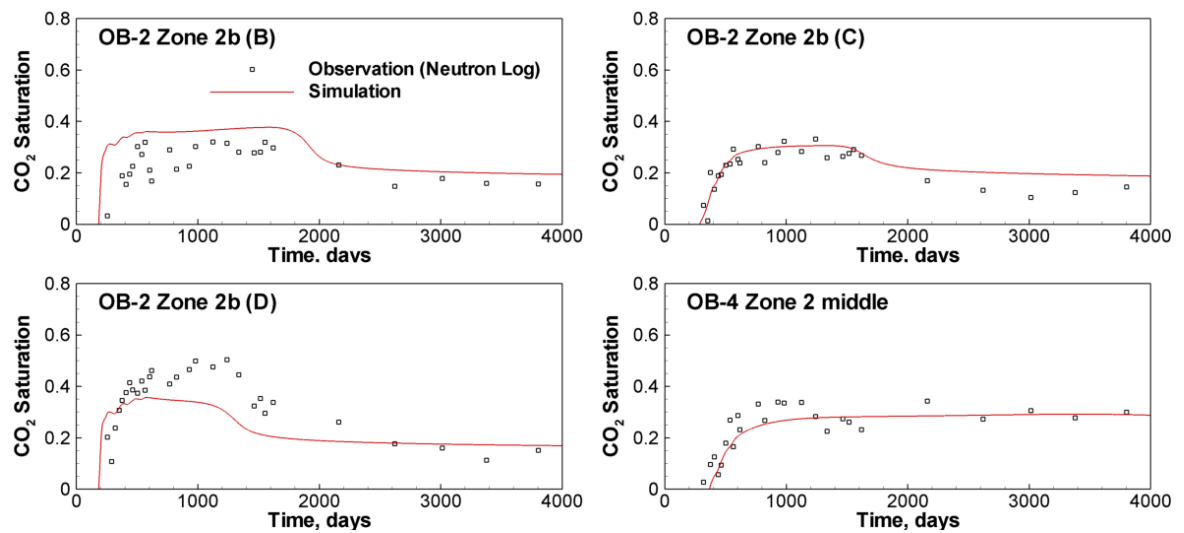 0.8
OB-2 Zone 2b (B)
0.6
Observation (Neutron Log)
Simulation
0.4
0.2
0
CO₂ Saturation
0 1000 2000 3000 4000
Time, days
0.8
OB-2 Zone 2b (C)
0.6
0.4
0.2
0
CO₂ Saturation
0 1000 2000 3000 4000
Time, days
0.8
OB-2 Zone 2b (D)
0.6
0.4
0.2
0
CO₂ Saturation
0 1000 2000 3000 4000
Time, days
0.8
OB-4 Zone 2 middle
0.6
0.4
0.2
0
CO₂ Saturation
0 1000 2000 3000 4000
Time, days